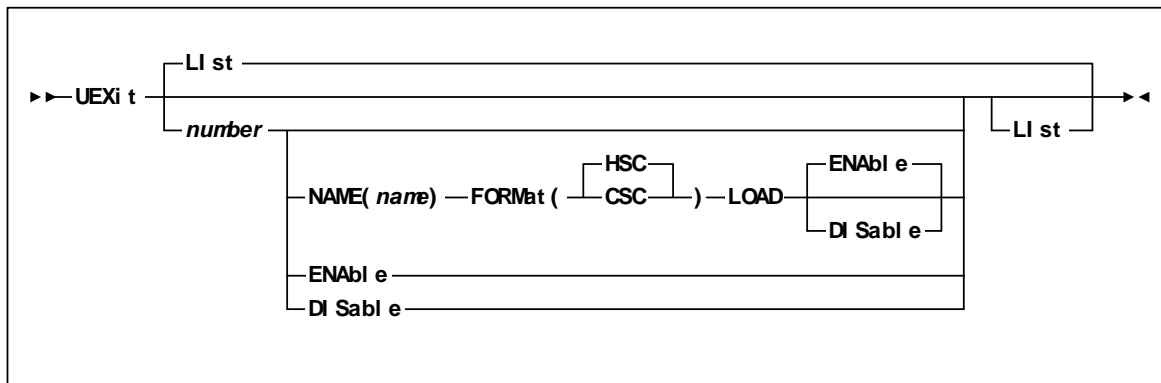 LIst
UEXit
number
LIst
HSC
ENAble
NAME(name) FORMat( CSC ) LOAD
DISable
ENAble
DISable